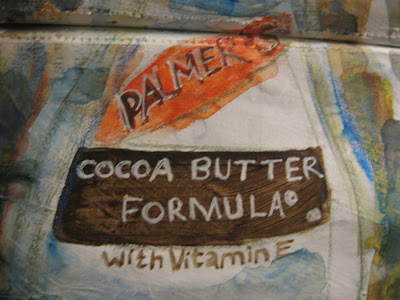 PALMER'S
COCOA BUTTER
FORMULA®
with Vitamin E